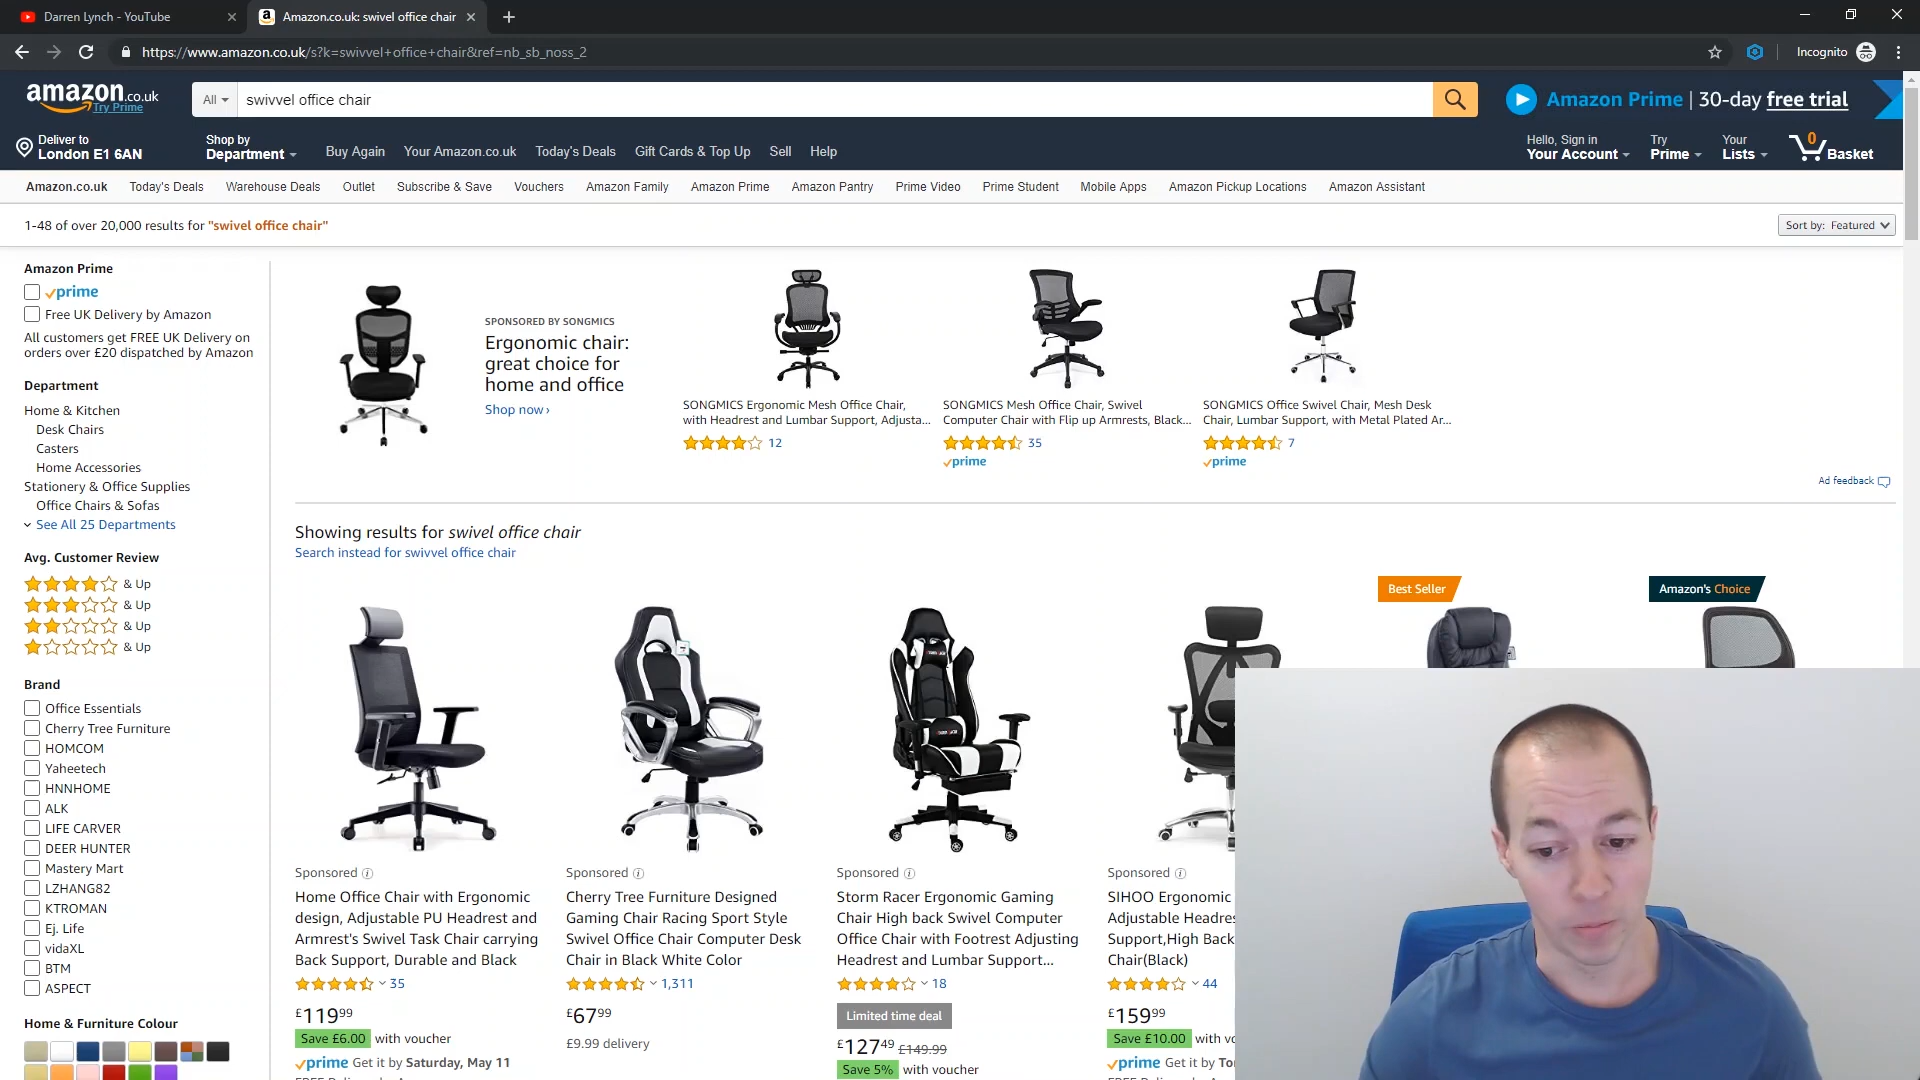 Darren Lynch - YouTube
Amazon.co.uk: swivel office chair
https://www.amazon.co.uk/s?k=swivvel+office+chair&ref=nb_sb_noss_2
Incognito
amazon.co.uk
Try Prime
All
swivvel office chair
Amazon Prime | 30-day free trial
Deliver to
London E1 6AN
Shop by
Department
Buy Again
Your Amazon.co.uk
Today's Deals
Gift Cards & Top Up
Sell
Help
Hello, Sign in
Your Account
Try
Prime
Your
Lists
0
Basket
Amazon.co.uk
Today's Deals
Warehouse Deals
Outlet
Subscribe & Save
Vouchers
Amazon Family
Amazon Prime
Amazon Pantry
Prime Video
Prime Student
Mobile Apps
Amazon Pickup Locations
Amazon Assistant
1-48 of over 20,000 results for "swivel office chair"
Sort by: Featured
Amazon Prime
prime
Free UK Delivery by Amazon
All customers get FREE UK Delivery on
orders over £20 dispatched by Amazon
Department
Home & Kitchen
Desk Chairs
Casters
Home Accessories
Stationery & Office Supplies
Office Chairs & Sofas
See All 25 Departments
Avg. Customer Review
& Up
& Up
& Up
& Up
Brand
Office Essentials
Cherry Tree Furniture
HOMCOM
Yaheetech
HNNHOME
ALK
LIFE CARVER
DEER HUNTER
Mastery Mart
LZHANG82
KTROMAN
Ej. Life
vidaXL
BTM
ASPECT
Home & Furniture Colour
SPONSORED BY SONGMICS
Ergonomic chair:
great choice for
home and office
Shop now ›
SONGMICS Ergonomic Mesh Office Chair,
with Headrest and Lumbar Support, Adjusta...
12
SONGMICS Mesh Office Chair, Swivel
Computer Chair with Flip up Armrests, Black...
35
prime
SONGMICS Office Swivel Chair, Mesh Desk
Chair, Lumbar Support, with Metal Plated Ar...
7
prime
Ad feedback
Showing results for swivel office chair
Search instead for swivvel office chair
Best Seller
Amazon's Choice
Sponsored
Home Office Chair with Ergonomic
design, Adjustable PU Headrest and
Armrest's Swivel Task Chair carrying
Back Support, Durable and Black
35
£119.99
Save £6.00 with voucher
prime Get it by Saturday, May 11
Sponsored
Cherry Tree Furniture Designed
Gaming Chair Racing Sport Style
Swivel Office Chair Computer Desk
Chair in Black White Color
1,311
£67.99
£9.99 delivery
Sponsored
Storm Racer Ergonomic Gaming
Chair High back Swivel Computer
Office Chair with Footrest Adjusting
Headrest and Lumbar Support...
18
Limited time deal
£127.49 £149.99
Save 5% with voucher
Sponsored
SIHOO Ergonomic
Adjustable Headres
Support,High Back
Chair(Black)
44
£159.99
Save £10.00 with vo
prime Get it by To